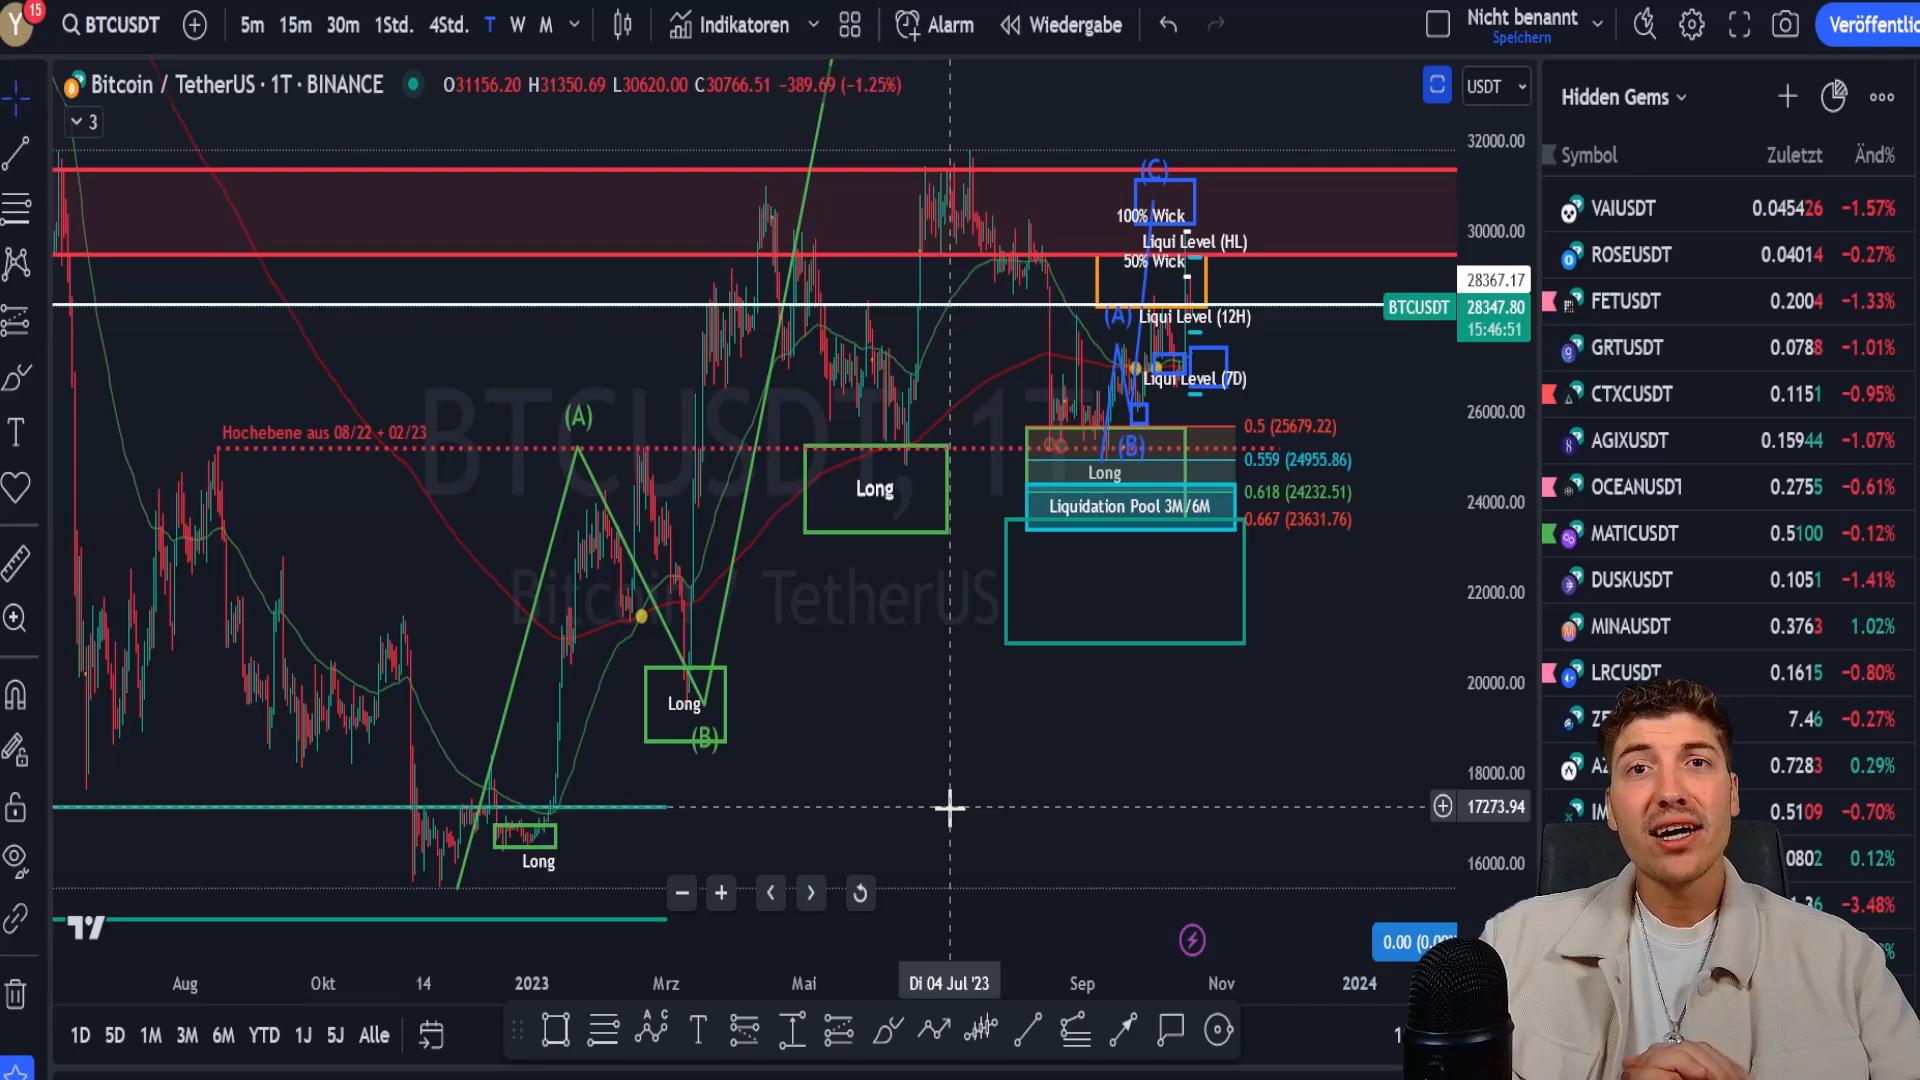 Y
15
BTCUSDT
5m 15m 30m 1Std. 4Std. T W M
Indikatoren
Alarm
Wiedergabe
Nicht benannt
Speichern
Veröffentlic
Bitcoin / TetherUS · 1T · BINANCE
O31156.20 H31350.69 L30620.00 C30766.51 −389.69 (−1.25%)
3
USDT
Hidden Gems
Symbol Zuletzt Änd%
VAIUSDT 0.045426 −1.57%
ROSEUSDT 0.04014 −0.27%
FETUSDT 0.2004 −1.33%
GRTUSDT 0.0788 −1.01%
CTXCUSDT 0.1151 −0.95%
AGIXUSDT 0.15944 −1.07%
OCEANUSDT 0.2755 −0.61%
MATICUSDT 0.5100 −0.12%
DUSKUSDT 0.1051 −1.41%
MINAUSDT 0.3763 1.02%
LRCUSDT 0.1615 −0.80%
7.46 −0.27%
0.7283 0.29%
0.5109 −0.70%
0802 0.12%
−3.48%
32000.00
30000.00
28367.17
BTCUSDT 28347.80
15:46:51
26000.00
24000.00
22000.00
20000.00
18000.00
17273.94
16000.00
(C)
100% Wick
Liqui Level (HL)
50% Wick
(A)
Liqui Level (12H)
Liqui Level (7D)
(B)
0.5 (25679.22)
0.559 (24955.86)
0.618 (24232.51)
0.667 (23631.76)
Long
Liquidation Pool 3M/6M
Hochebene aus 08/22 + 02/23
(A)
Long
Long
(B)
Long
BTCUSDT, 1T
Bitcoin / TetherUS
0.00
Aug Okt 14 2023 Mrz Mai Di 04 Jul '23 Sep Nov 2024
1D 5D 1M 3M 6M YTD 1J 5J Alle